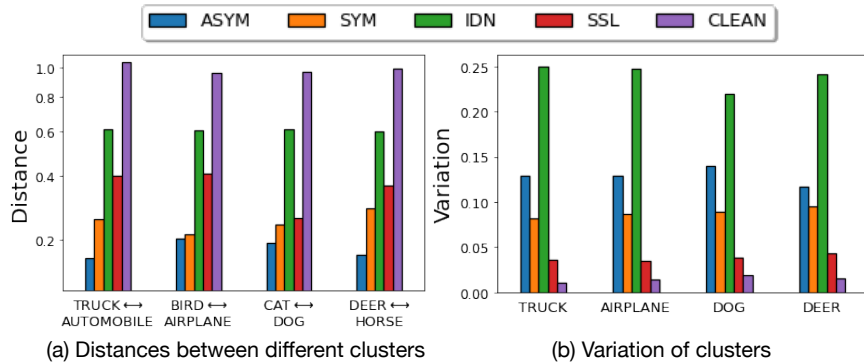 ASYM SYM IDN SSL CLEAN
Distance
1.0
0.8
0.6
0.4
0.2
TRUCK ⟷ AUTOMOBILE
BIRD ⟷ AIRPLANE
CAT ⟷ DOG
DEER ⟷ HORSE
(a) Distances between different clusters
Variation
0.25
0.20
0.15
0.10
0.05
0.00
TRUCK AIRPLANE DOG DEER
(b) Variation of clusters